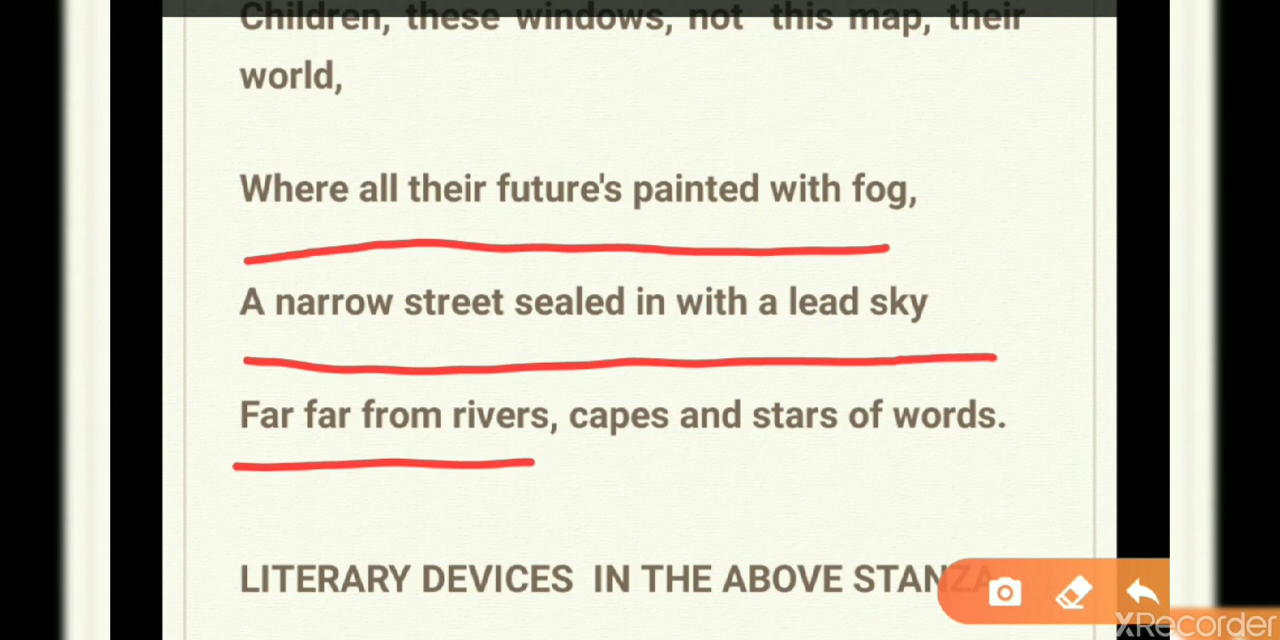 Children, these windows, not this map, their
world,
Where all their future's painted with fog,
A narrow street sealed in with a lead sky
Far far from rivers, capes and stars of words.
LITERARY DEVICES IN THE ABOVE STANZA
XRecorder